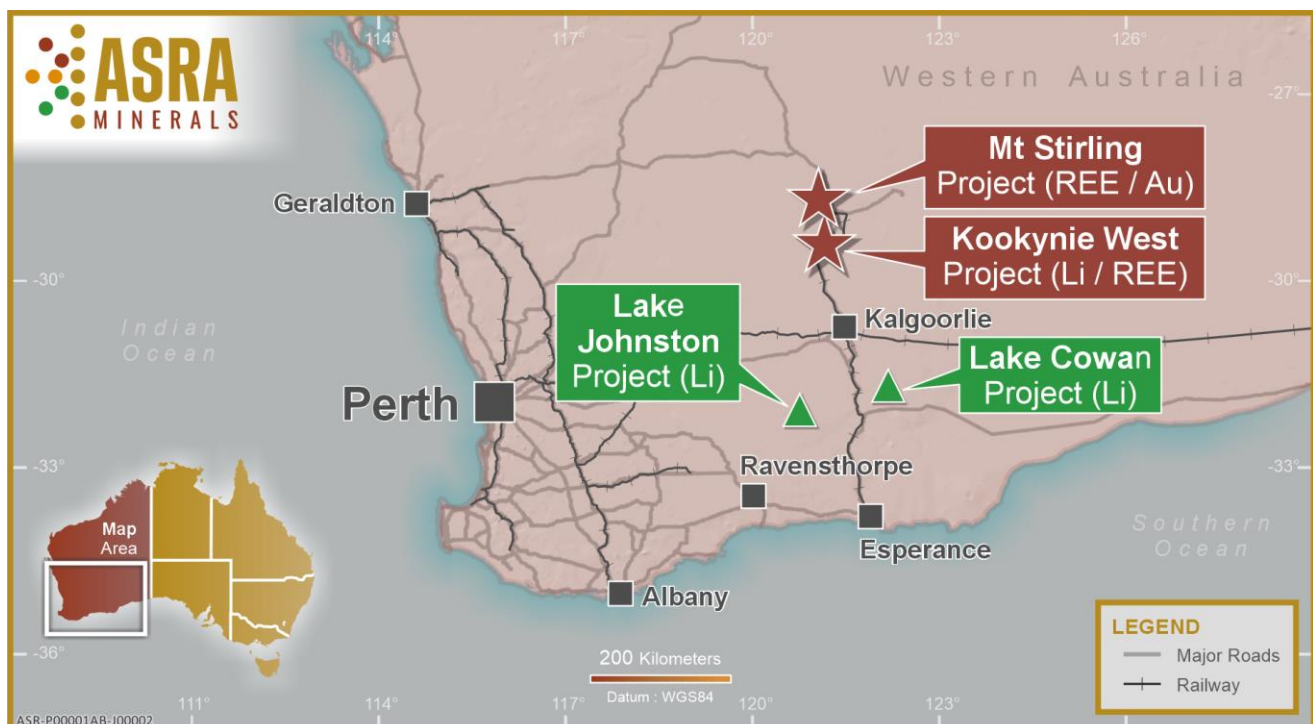 ASRA
MINERALS
114°
117°
120°
123°
126°
Western Australia
-27°
Mt Stirling
Project (REE / Au)
Geraldton
Kookynie West
Project (Li / REE)
-30°
-30°
Indian
Ocean
Lake
Johnston
Project (Li)
Kalgoorlie
Lake Cowan
Project (Li)
Perth
-33°
-33°
Ravensthorpe
Map
Area
Southern
Ocean
Esperance
Albany
LEGEND
Major Roads
Railway
-36°
200 Kilometers
Datum : WGS84
111°
114°
117°
120°
123°
ASR-P00001AB-J00002